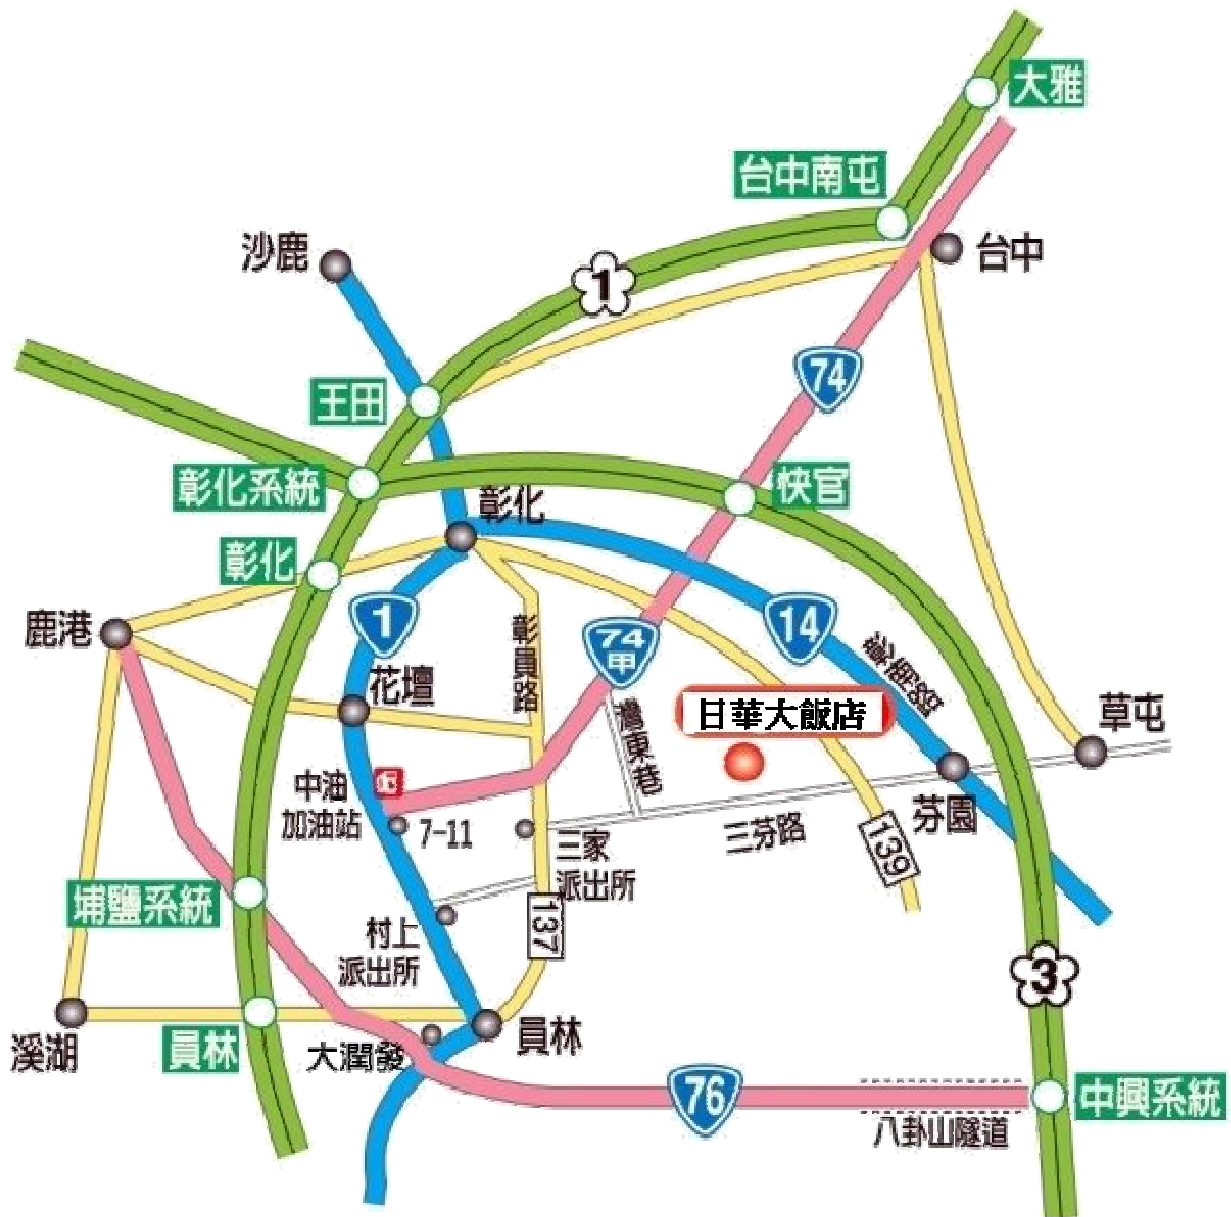 大雅
台中南屯
沙鹿
台中
1
74
王田
彰化系統
快官
彰化
彰化
鹿港
1
彰員路
74
甲
14
彰南路
花壇
灣東巷
日華大飯店
草屯
中油
加油站
7-11
三家
派出所
三芬路
芬園
139
埔鹽系統
137
村上
派出所
3
溪湖
員林
大潤發
員林
76
中興系統
八卦山隧道